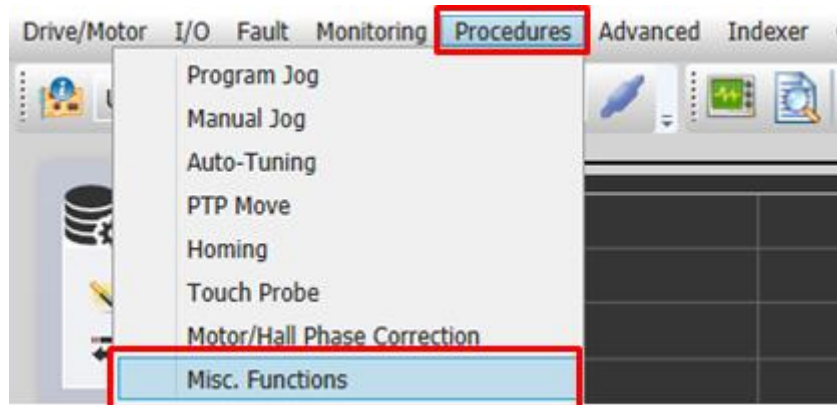 Drive/Motor I/O Fault Monitoring Procedures Advanced Indexer
Program Jog
Manual Jog
Auto-Tuning
PTP Move
Homing
Touch Probe
Motor/Hall Phase Correction
Misc. Functions